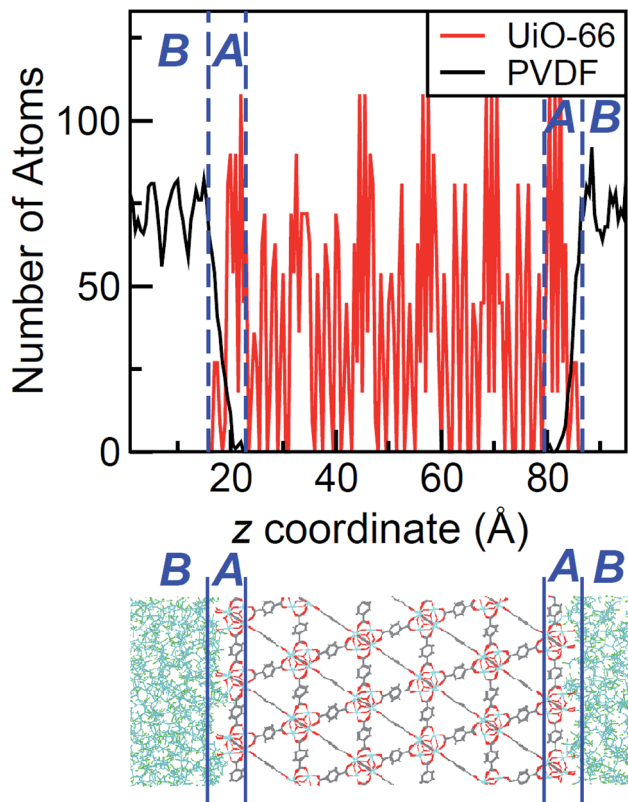 B A
UiO-66
PVDF
A B
100
50
0
Number of Atoms
20 40 60 80
z coordinate (Å)
B A A B